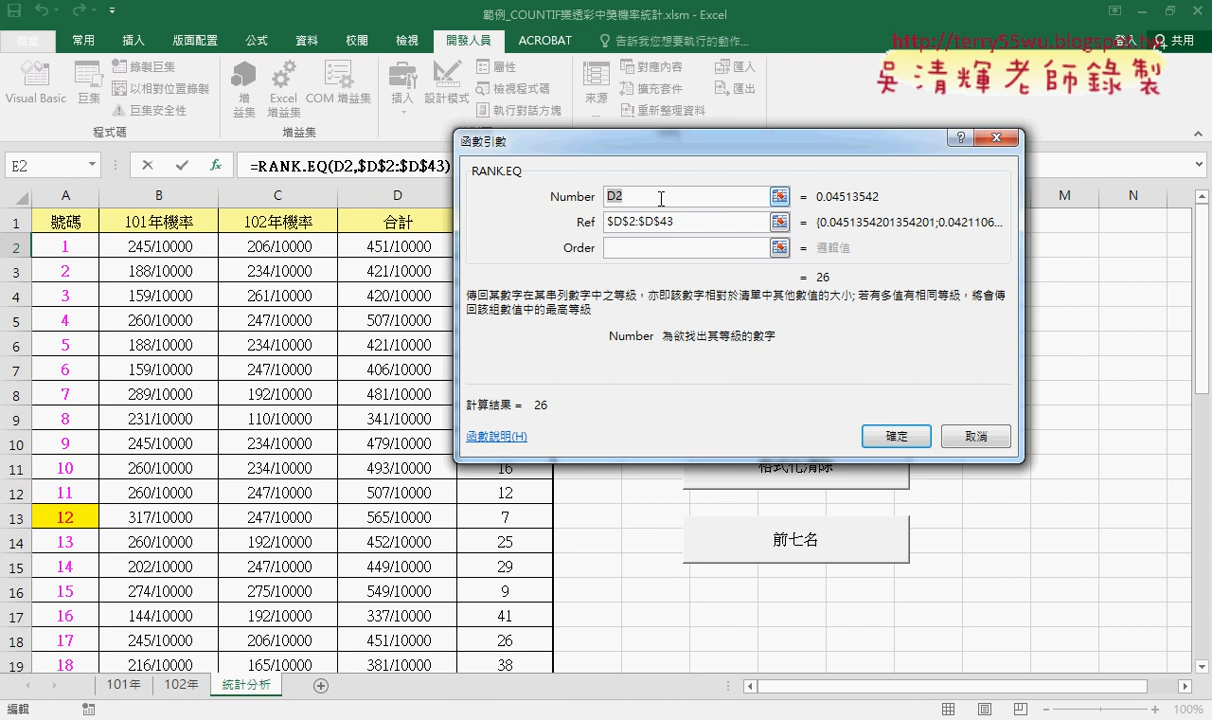 範例_COUNTIF樂透彩中獎機率統計.xlsm - Excel
常用 插入 版面配置 公式 資料 校閱 檢視 開發人員 ACROBAT 告訴我您想要執行的動作... 登入 共用
http://terry55wu.blogspot.tw
吳清輝老師錄製
Visual Basic 巨集 錄製巨集 以相對位置錄製 巨集安全性
程式碼
增益集 Excel 增益集 COM 增益集
增益集
插入 設計模式 屬性 檢視程式碼 執行對話方塊
來源 對應內容 擴充套件 重新整理資料 匯入 匯出
E2 fx =RANK.EQ(D2,$D$2:$D$43)
A B C D M N
1 號碼 101年機率 102年機率 合計
2 1 245/10000 206/10000 451/10000
3 2 188/10000 234/10000 421/10000
4 3 159/10000 261/10000 420/10000
5 4 260/10000 247/10000 507/10000
6 5 188/10000 234/10000 421/10000
7 6 159/10000 247/10000 406/10000
8 7 289/10000 192/10000 481/10000
9 8 231/10000 110/10000 341/10000
10 9 245/10000 234/10000 479/10000
11 10 260/10000 234/10000 493/10000 16
12 11 260/10000 247/10000 507/10000 12
13 12 317/10000 247/10000 565/10000 7
14 13 260/10000 192/10000 452/10000 25
15 14 202/10000 247/10000 449/10000 29
16 15 274/10000 275/10000 549/10000 9
17 16 144/10000 192/10000 337/10000 41
18 17 245/10000 206/10000 451/10000 26
19 18 216/10000 165/10000 381/10000 38
函數引數
RANK.EQ
Number D2 = 0.04513542
Ref $D$2:$D$43 = {0.0451354201354201;0.0421106...
Order = 邏輯值
= 26
傳回某數字在某串列數字中之等級，亦即該數字相對於清單中其他數值的大小; 若有多值有相同等級，將會傳
回該組數值中的最高等級
Number 為欲找出其等級的數字
計算結果 = 26
函數說明(H) 確定 取消
格式化清除
前七名
101年 102年 統計分析
編輯 100%